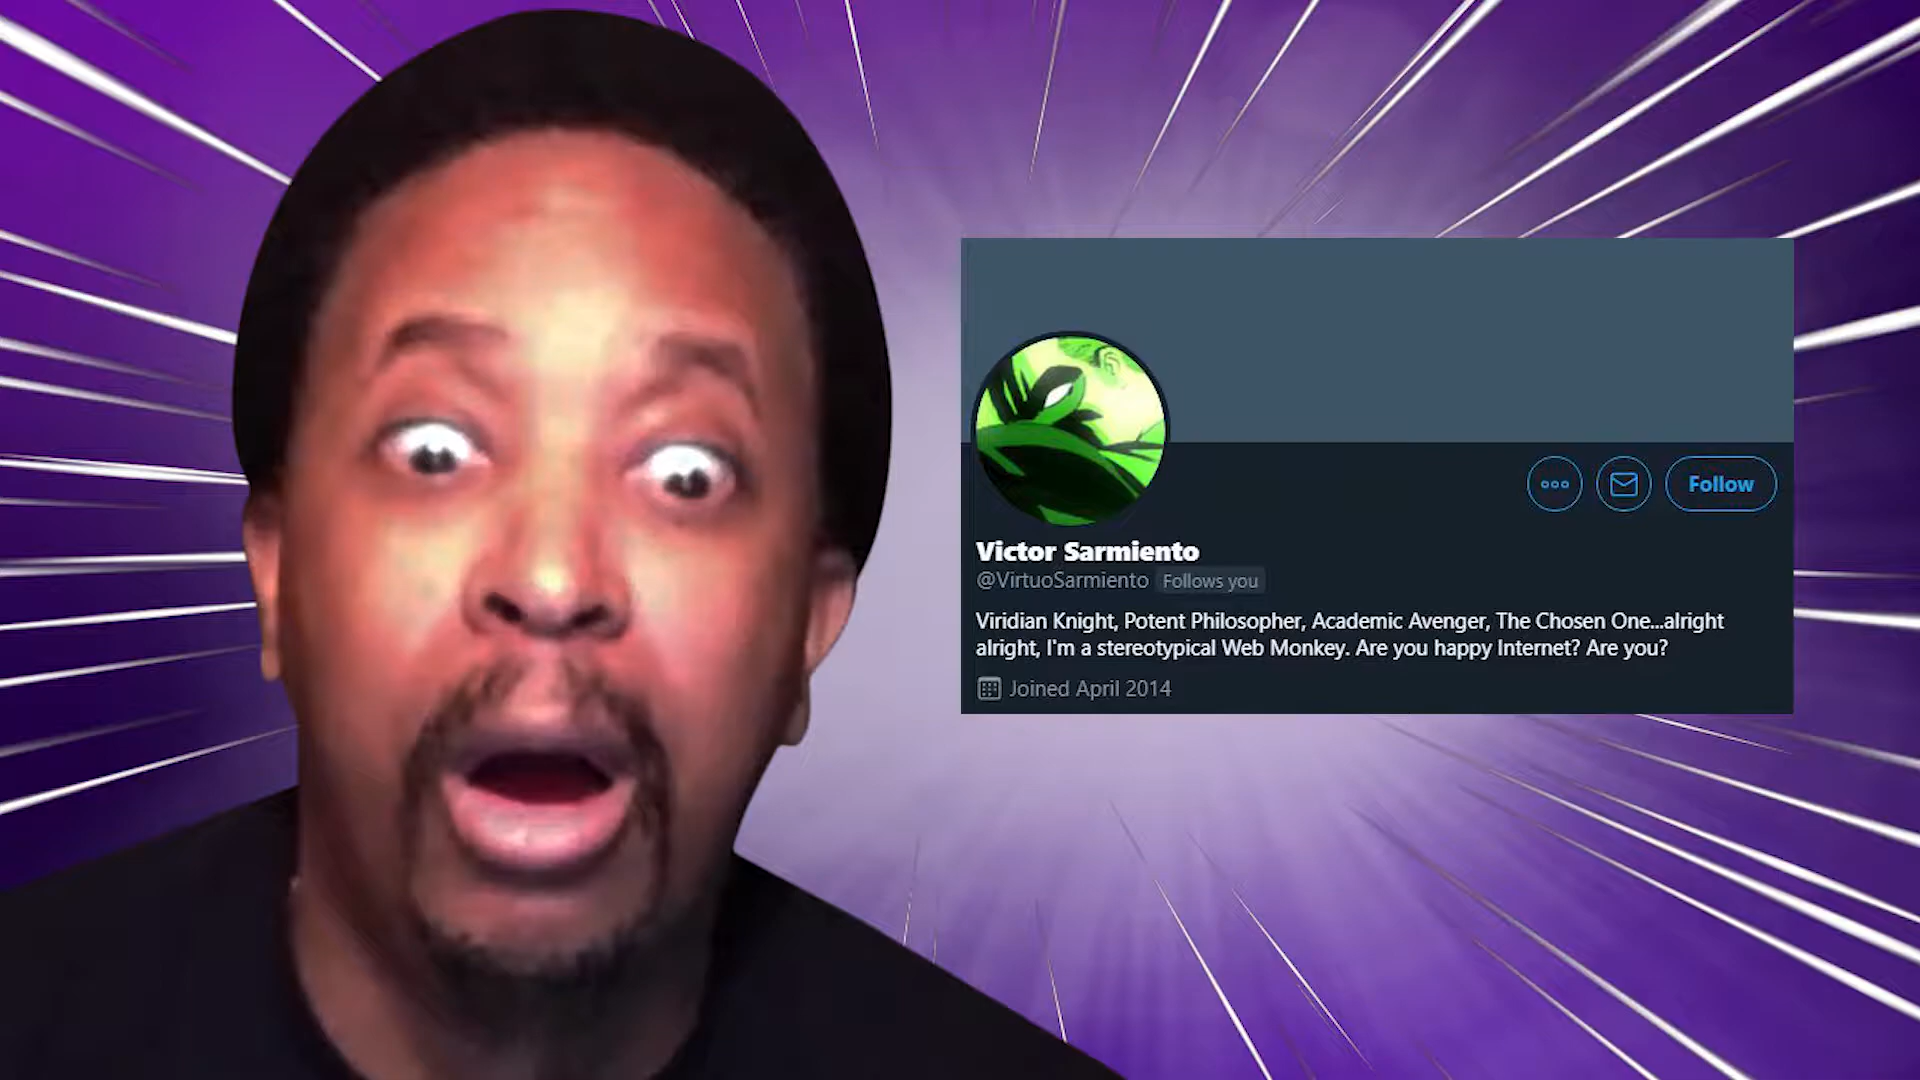 Follow
Victor Sarmiento
@VirtuoSarmiento Follows you
Viridian Knight, Potent Philosopher, Academic Avenger, The Chosen One...alright
alright, I'm a stereotypical Web Monkey. Are you happy Internet? Are you?
Joined April 2014